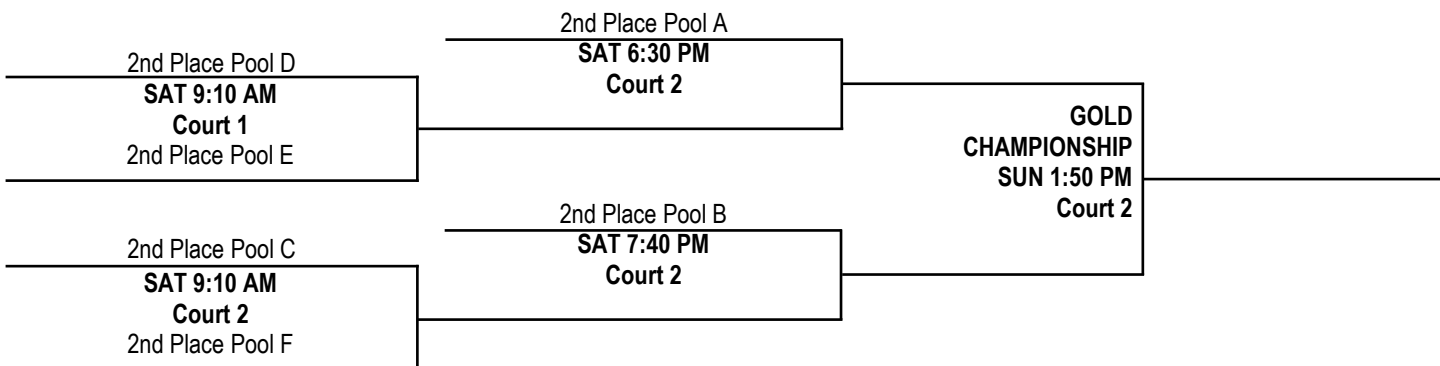 2nd Place Pool A
SAT 6:30 PM
Court 2
2nd Place Pool D
SAT 9:10 AM
Court 1
2nd Place Pool E
GOLD
CHAMPIONSHIP
SUN 1:50 PM
Court 2
2nd Place Pool B
SAT 7:40 PM
Court 2
2nd Place Pool C
SAT 9:10 AM
Court 2
2nd Place Pool F